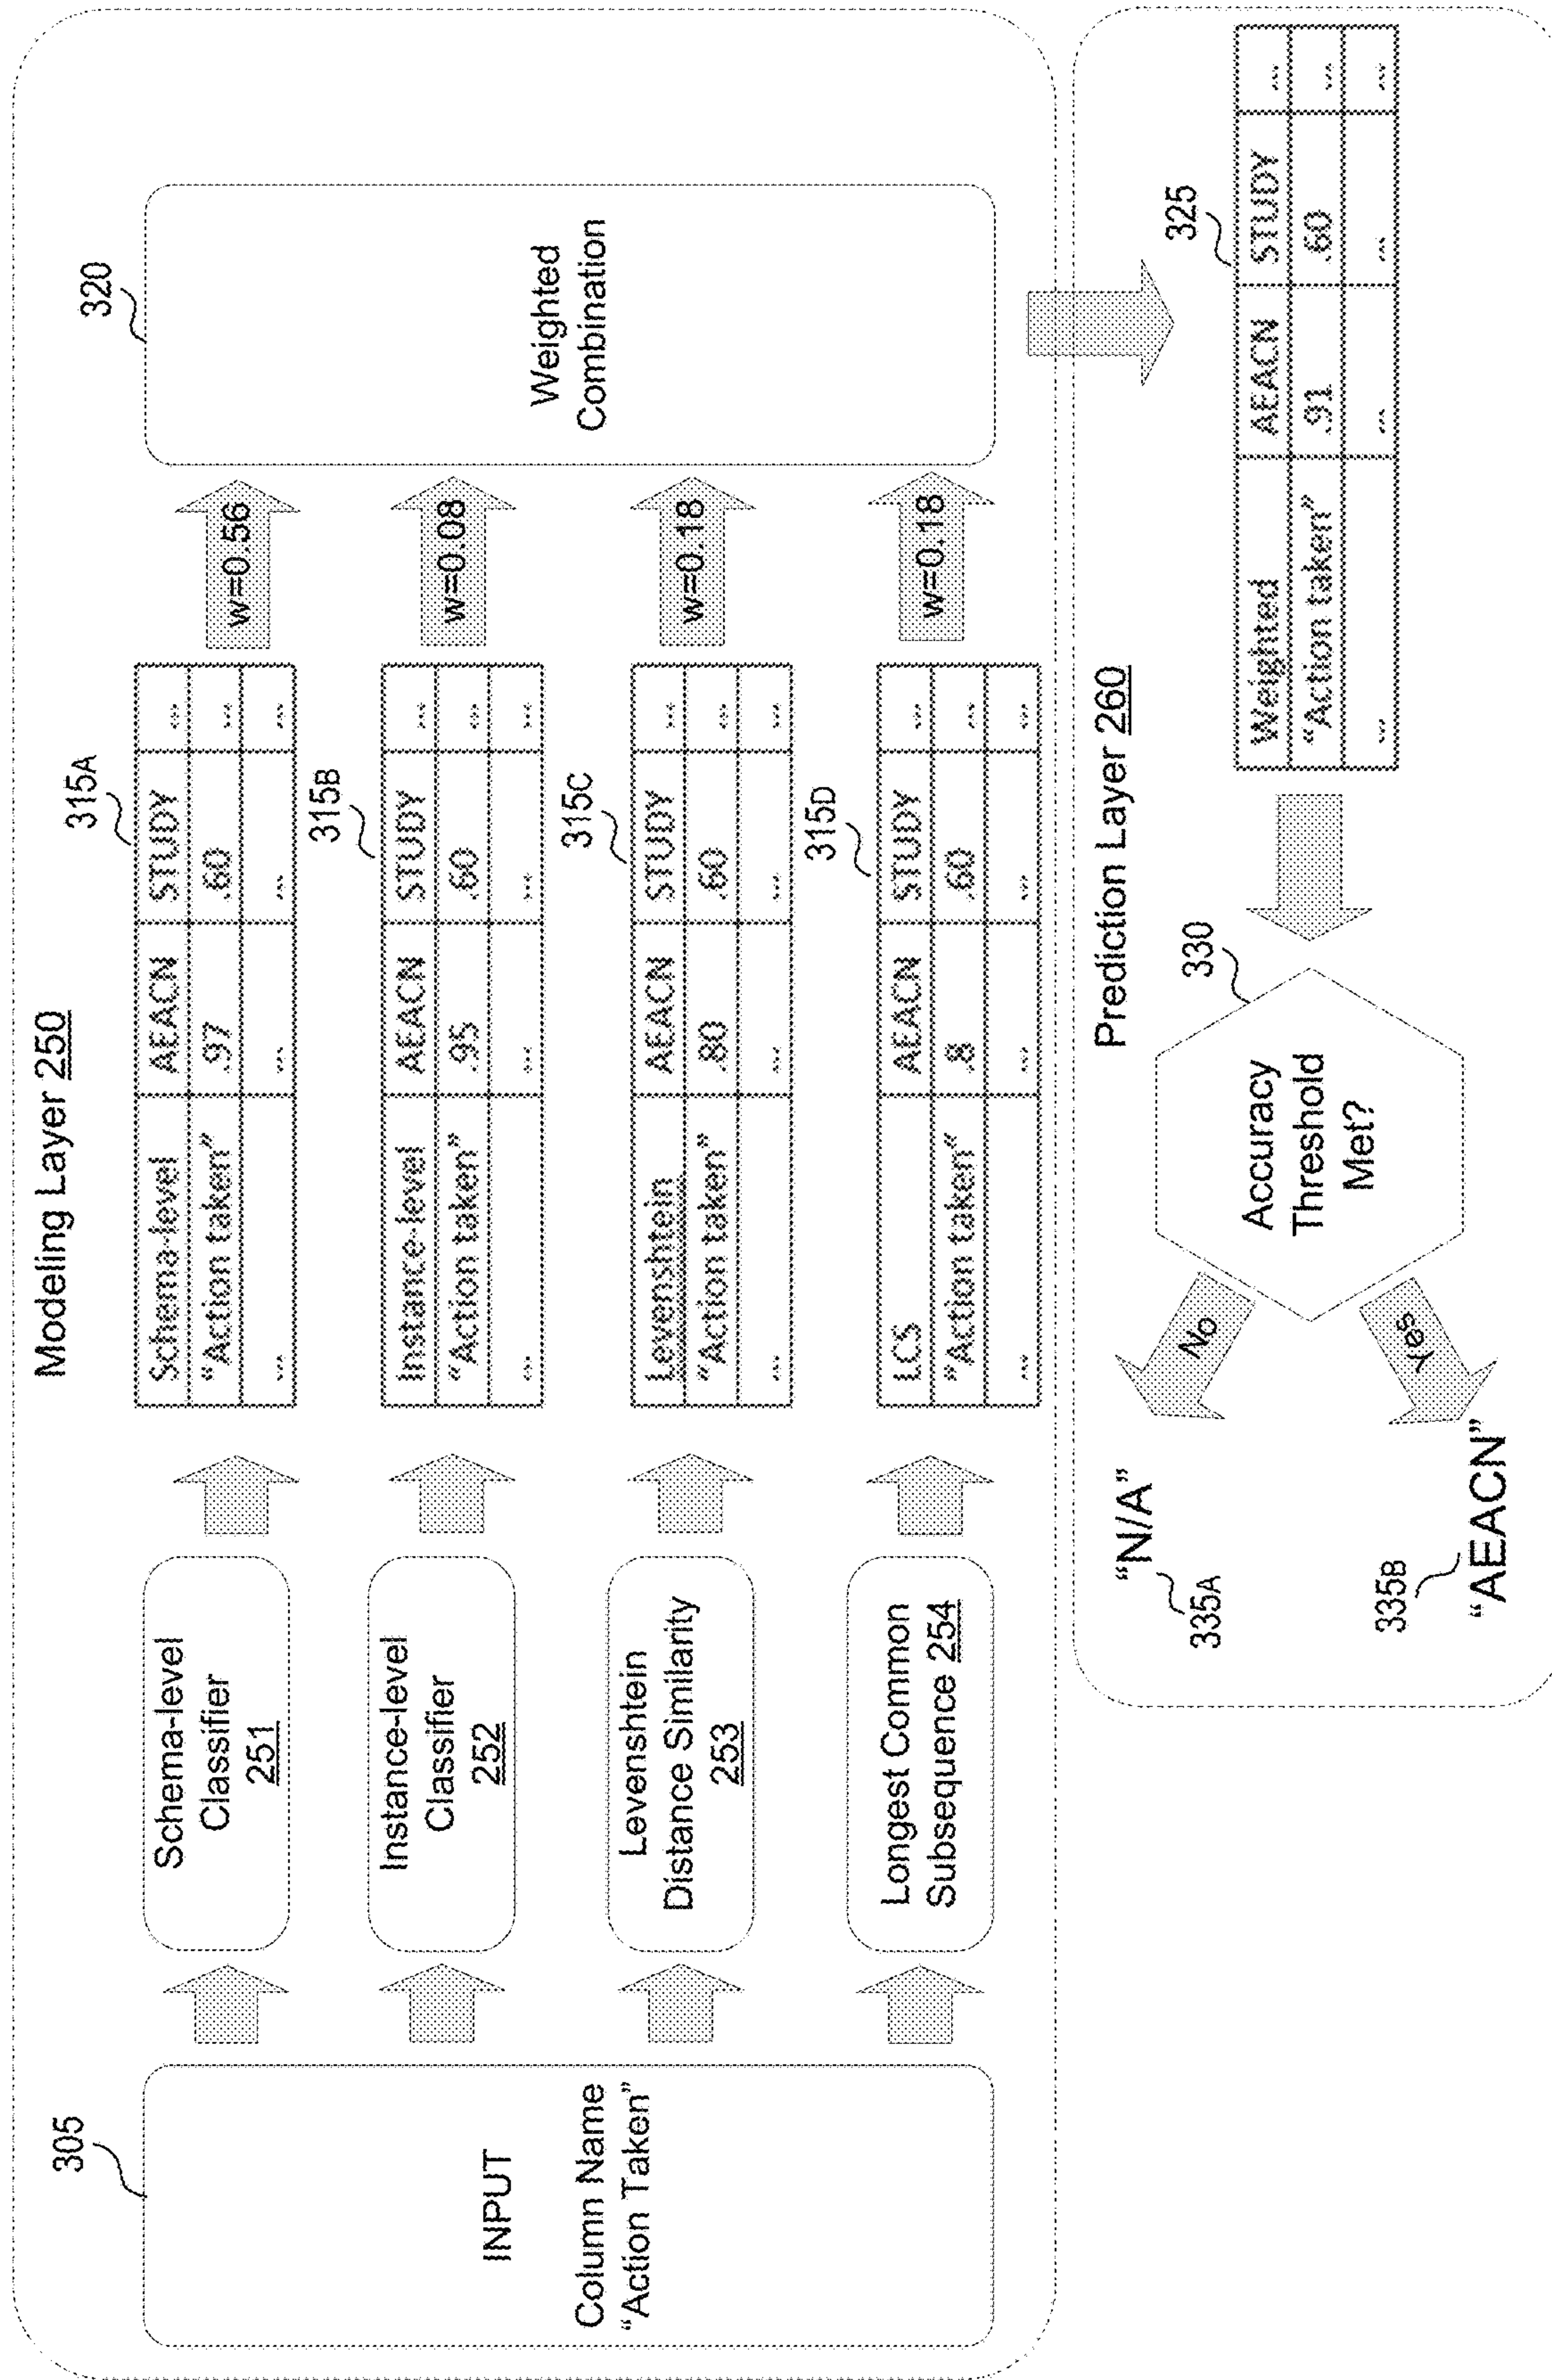 Modeling Layer 250
305
INPUT
Column Name
“Action Taken”
Schema-level
Classifier
251
Instance-level
Classifier
252
Levenshtein
Distance Similarity
253
Longest Common
Subsequence 254
315A
Schema-level AEACN STUDY ...
“Action taken” .97 .60 ...
... ... ... ...
315B
Instance-level AEACN STUDY ...
“Action taken” .95 .60 ...
... ... ... ...
315C
Levenshtein AEACN STUDY ...
“Action taken” .80 .60 ...
... ... ... ...
315D
LCS AEACN STUDY ...
“Action taken” .8 .60 ...
... ... ... ...
w=0.56
w=0.08
w=0.18
w=0.18
320
Weighted
Combination
Prediction Layer 260
325
Weighted AEACN STUDY ...
“Action taken” .91 .60 ...
... ... ... ...
330
Accuracy
Threshold
Met?
No
Yes
“N/A”
335A
335B
“AEACN”